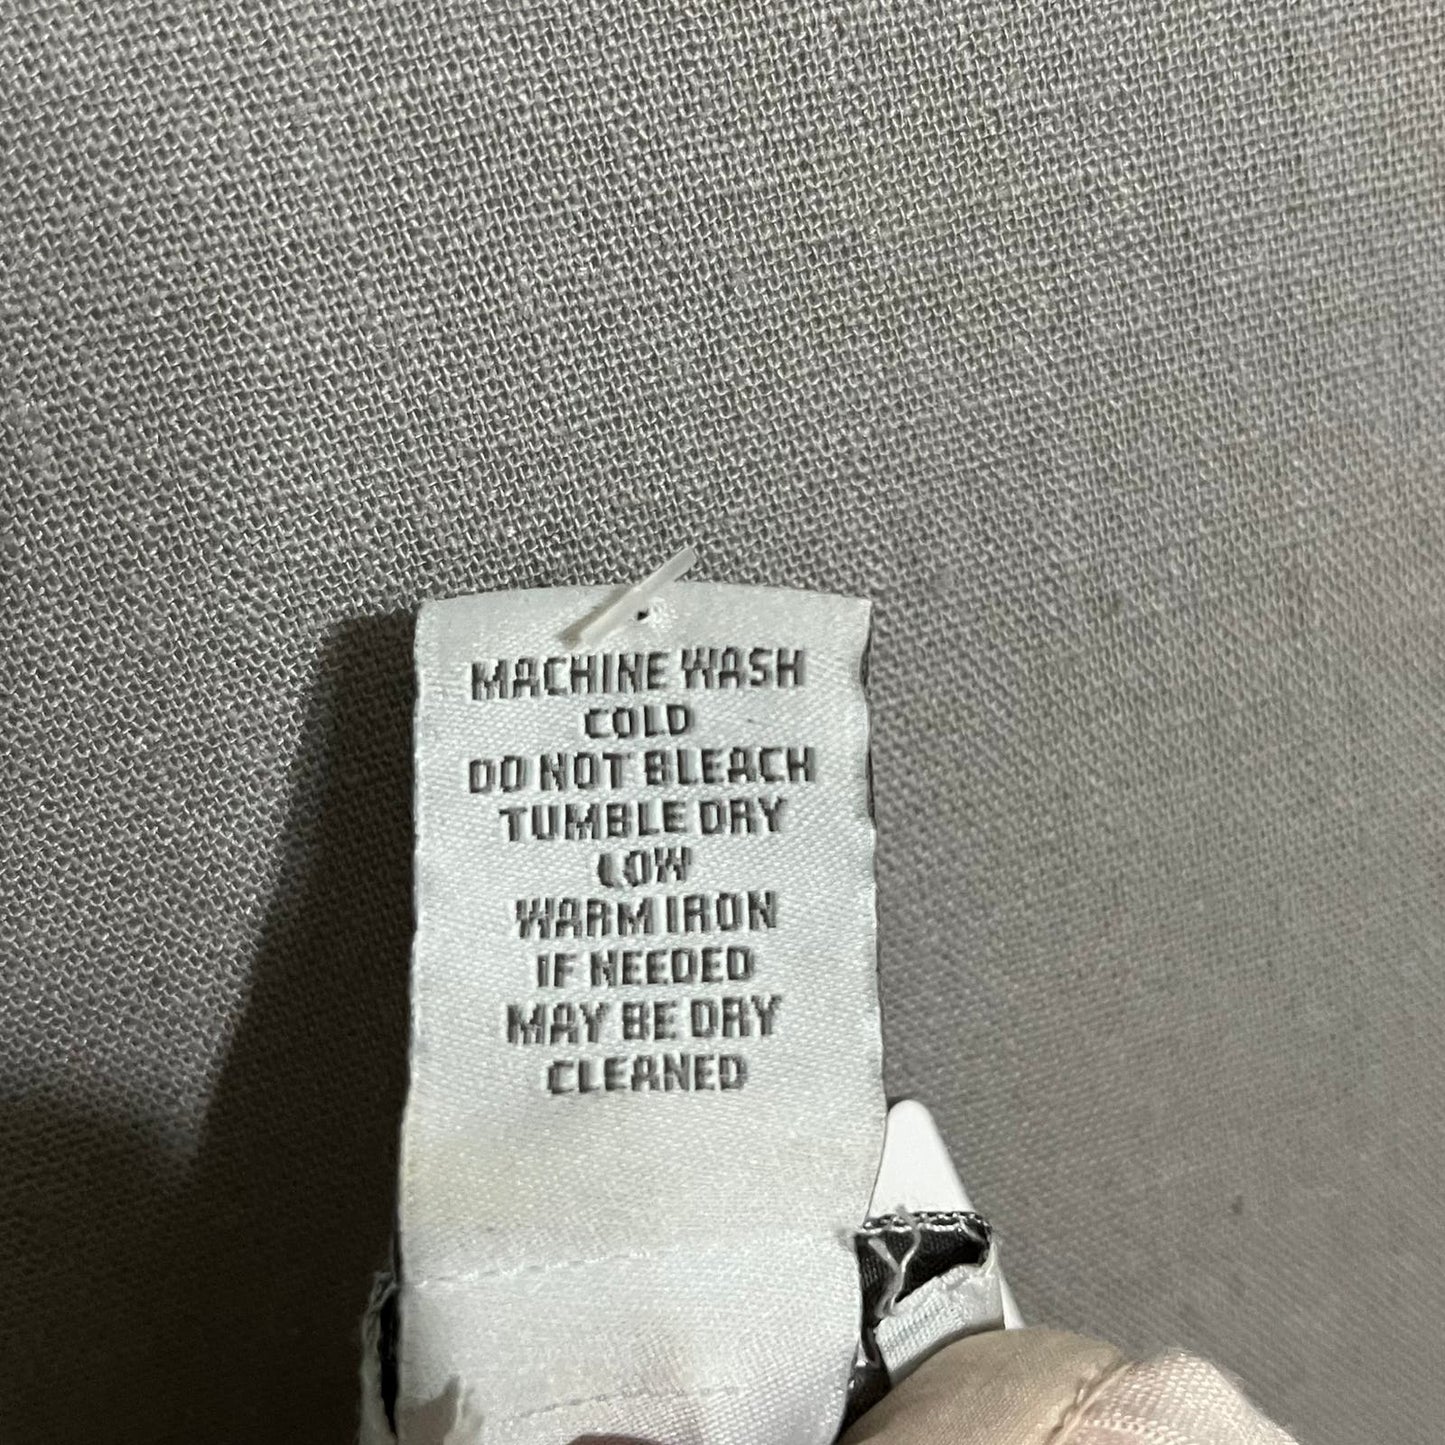 MACHINE WASH
COLD
DO NOT BLEACH
TUMBLE DRY
LOW
WARM IRON
IF NEEDED
MAY BE DRY
CLEANED